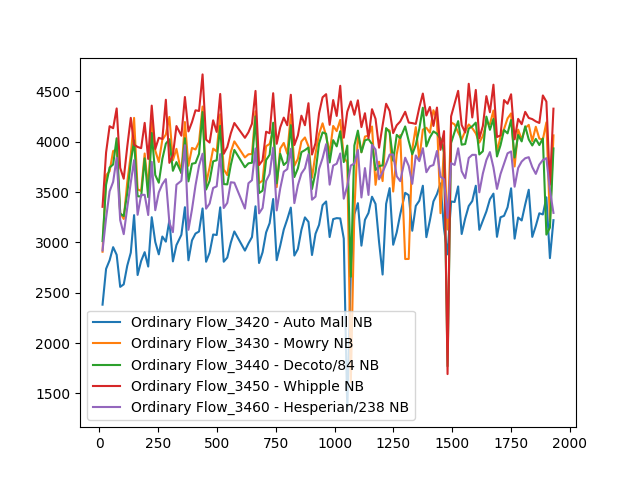 4500
4000
3500
3000
2500
2000
1500
Ordinary Flow_3420 - Auto Mall NB
Ordinary Flow_3430 - Mowry NB
Ordinary Flow_3440 - Decoto/84 NB
Ordinary Flow_3450 - Whipple NB
Ordinary Flow_3460 - Hesperian/238 NB
0 250 500 750 1000 1250 1500 1750 2000